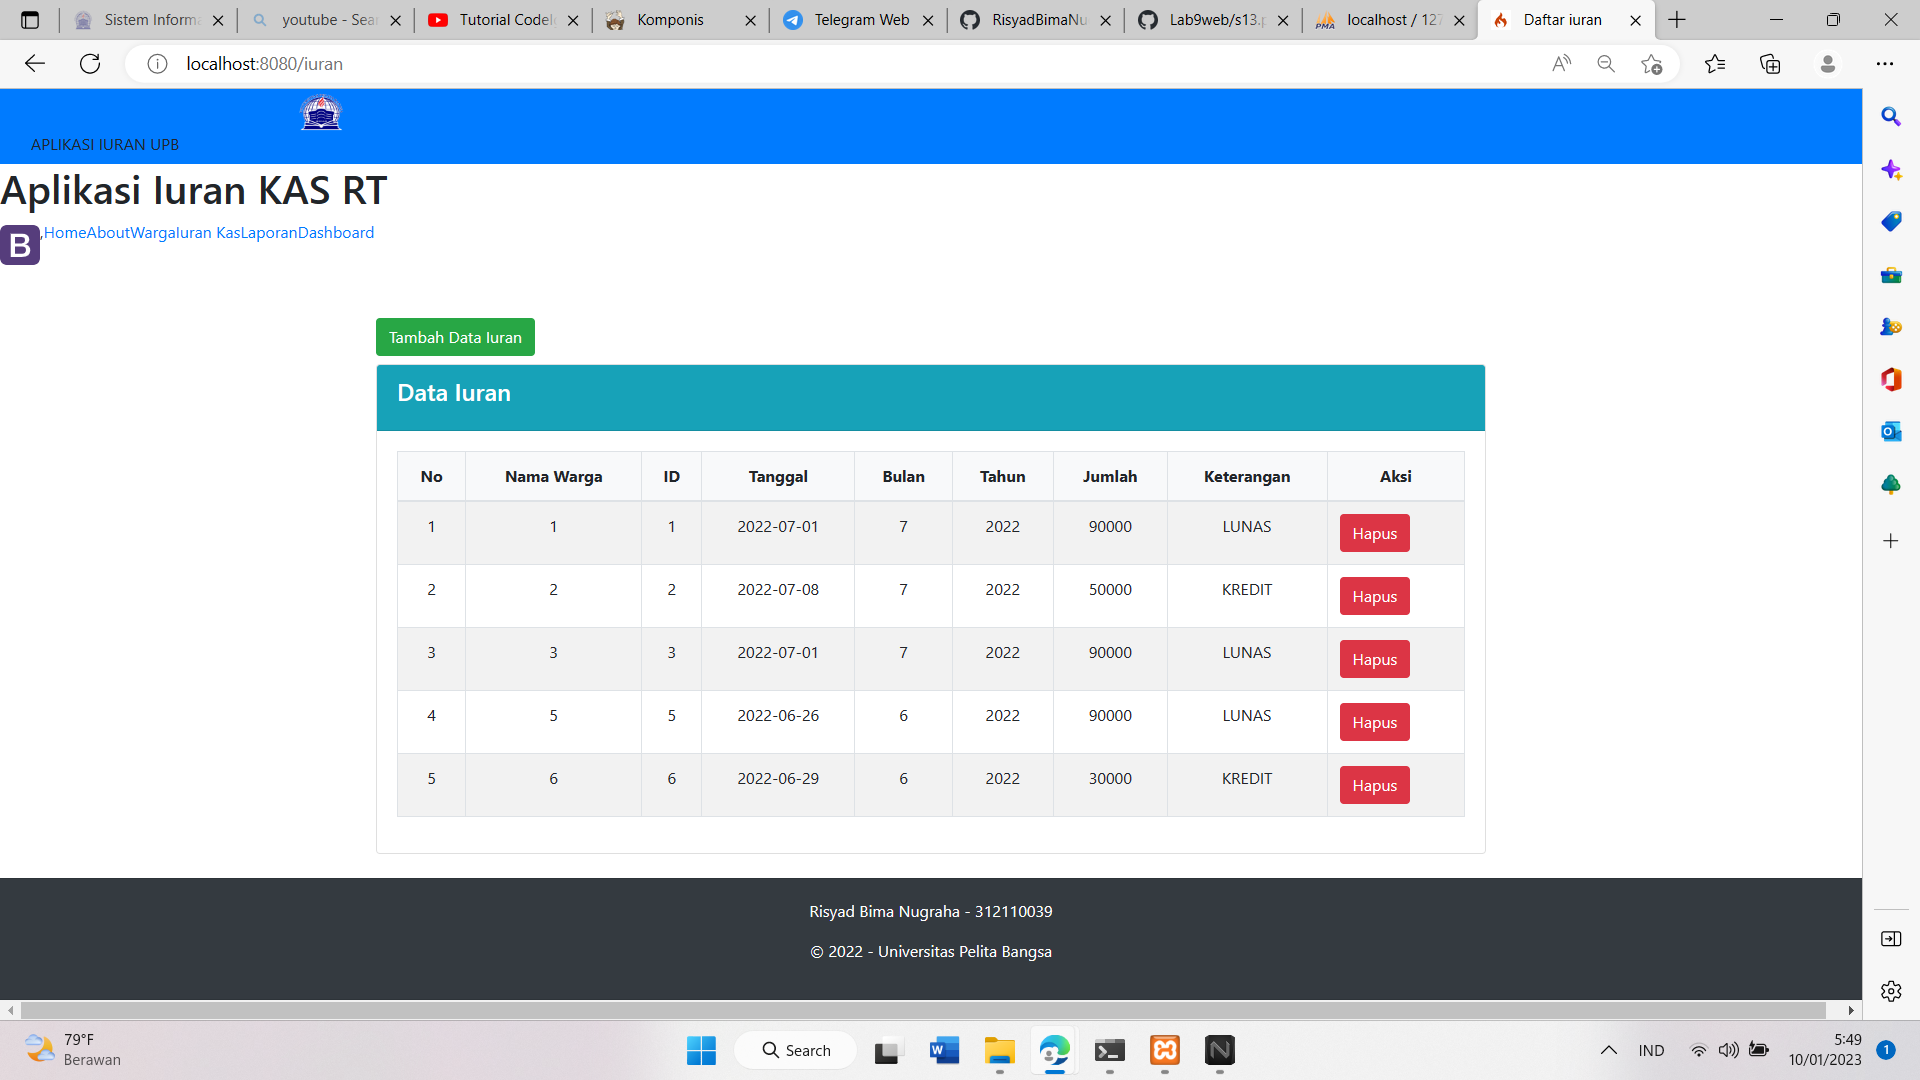 Sistem Informa
youtube - Sear
Tutorial CodeI
Komponis
Telegram Web
RisyadBimaNu
Lab9web/s13.p
PMA localhost / 127
Daftar iuran
localhost:8080/iuran
APLIKASI IURAN UPB
Aplikasi Iuran KAS RT
B ,HomeAboutWargaIuran KasLaporanDashboard
Tambah Data Iuran
Data Iuran
No Nama Warga ID Tanggal Bulan Tahun Jumlah Keterangan Aksi
1 1 1 2022-07-01 7 2022 90000 LUNAS Hapus
2 2 2 2022-07-08 7 2022 50000 KREDIT Hapus
3 3 3 2022-07-01 7 2022 90000 LUNAS Hapus
4 5 5 2022-06-26 6 2022 90000 LUNAS Hapus
5 6 6 2022-06-29 6 2022 30000 KREDIT Hapus
Risyad Bima Nugraha - 312110039
© 2022 - Universitas Pelita Bangsa
79°F
Berawan
Search
IND
5:49
10/01/2023
1